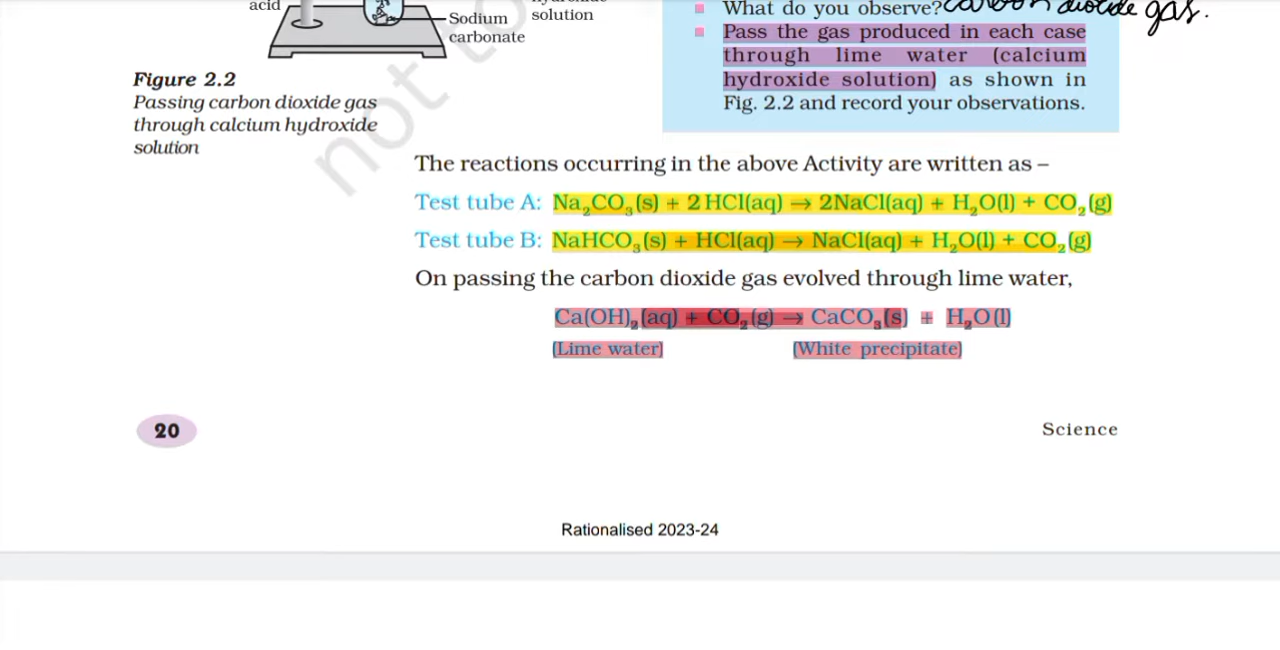 acid
Sodium
carbonate
solution
Figure 2.2
Passing carbon dioxide gas
through calcium hydroxide
solution
not to
▪ What do you observe? carbon dioxide gas.
▪ Pass the gas produced in each case
through lime water (calcium
hydroxide solution) as shown in
Fig. 2.2 and record your observations.
The reactions occurring in the above Activity are written as –
Test tube A: Na₂CO₃(s) + 2 HCl(aq) → 2NaCl(aq) + H₂O(l) + CO₂(g)
Test tube B: NaHCO₃(s) + HCl(aq) → NaCl(aq) + H₂O(l) + CO₂(g)
On passing the carbon dioxide gas evolved through lime water,
Ca(OH)₂(aq) + CO₂(g) → CaCO₃(s) + H₂O(l)
(Lime water) (White precipitate)
20
Science
Rationalised 2023-24